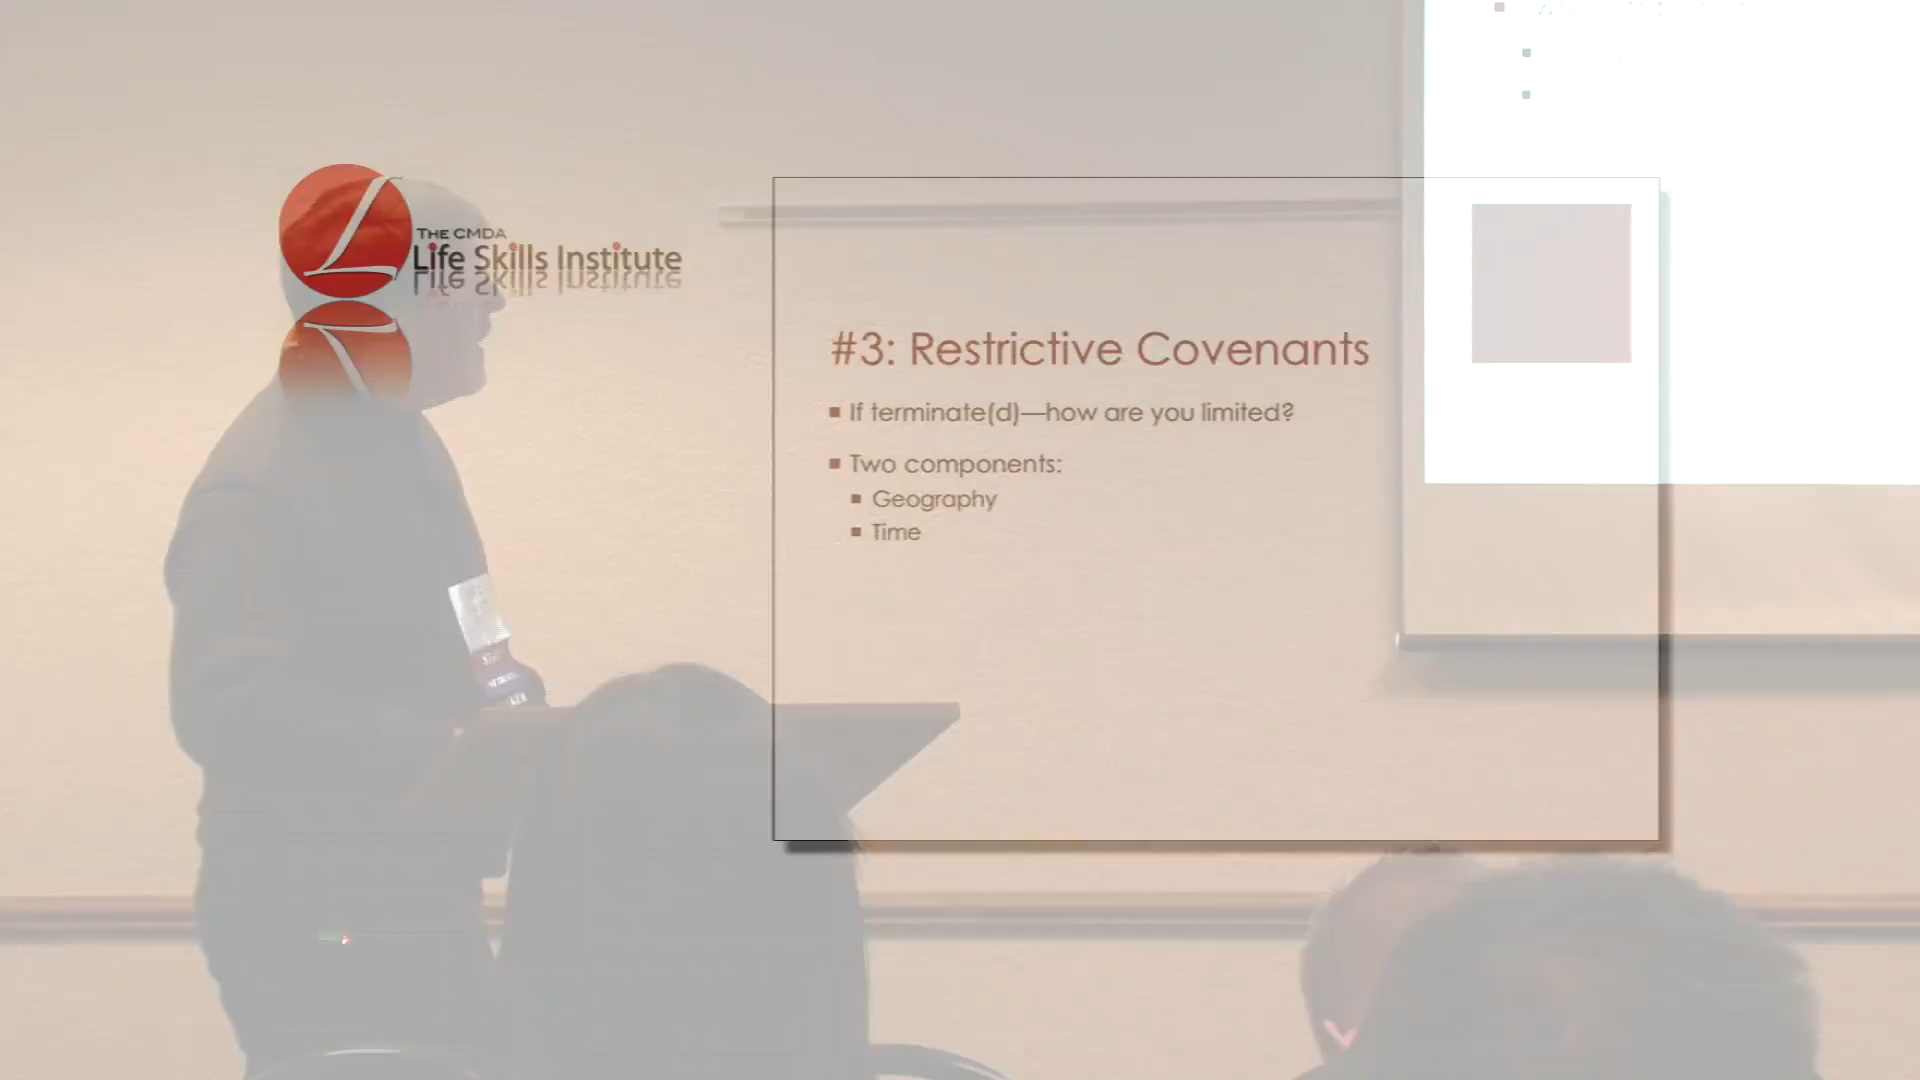 THE CMDA
Life Skills Institute
#3: Restrictive Covenants
If terminate(d)—how are you limited?
Two components:
Geography
Time